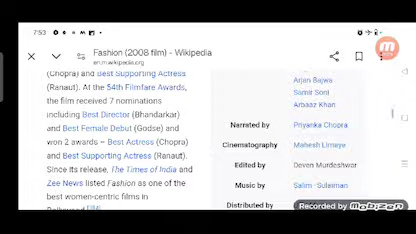 7:53
Fashion (2008 film) - Wikipedia
en.m.wikipedia.org
(Chopra) and Best Supporting Actress
(Ranaut). At the 54th Filmfare Awards,
the film received 7 nominations
including Best Director (Bhandarkar)
and Best Female Debut (Godse) and
won 2 awards – Best Actress (Chopra)
and Best Supporting Actress (Ranaut).
Since its release, The Times of India and
Zee News listed Fashion as one of the
best women-centric films in
Arjan Bajwa
Samir Soni
Arbaaz Khan
Narrated by Priyanka Chopra
Cinematography Mahesh Limaye
Edited by Deven Murdeshwar
Music by Salim-Sulaiman
Distributed by
Recorded by mobizen